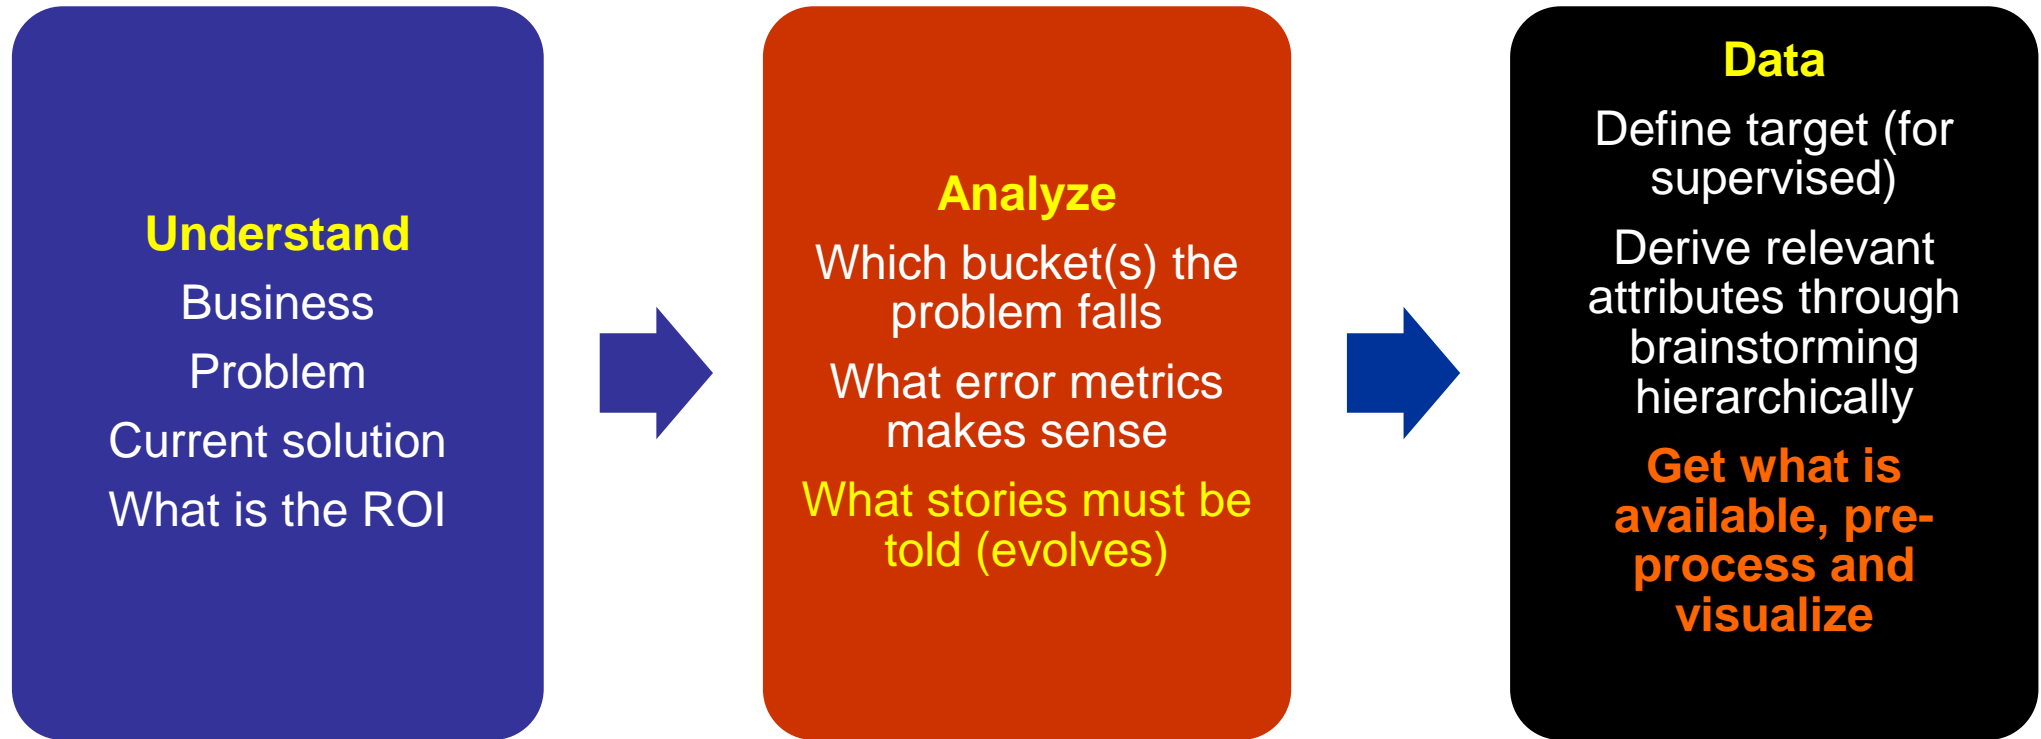 Understand
Business
Problem
Current solution
What is the ROI
Analyze
Which bucket(s) the
problem falls
What error metrics
makes sense
What stories must be
told (evolves)
Data
Define target (for
supervised)
Derive relevant
attributes through
brainstorming
hierarchically
Get what is
available, pre-
process and
visualize